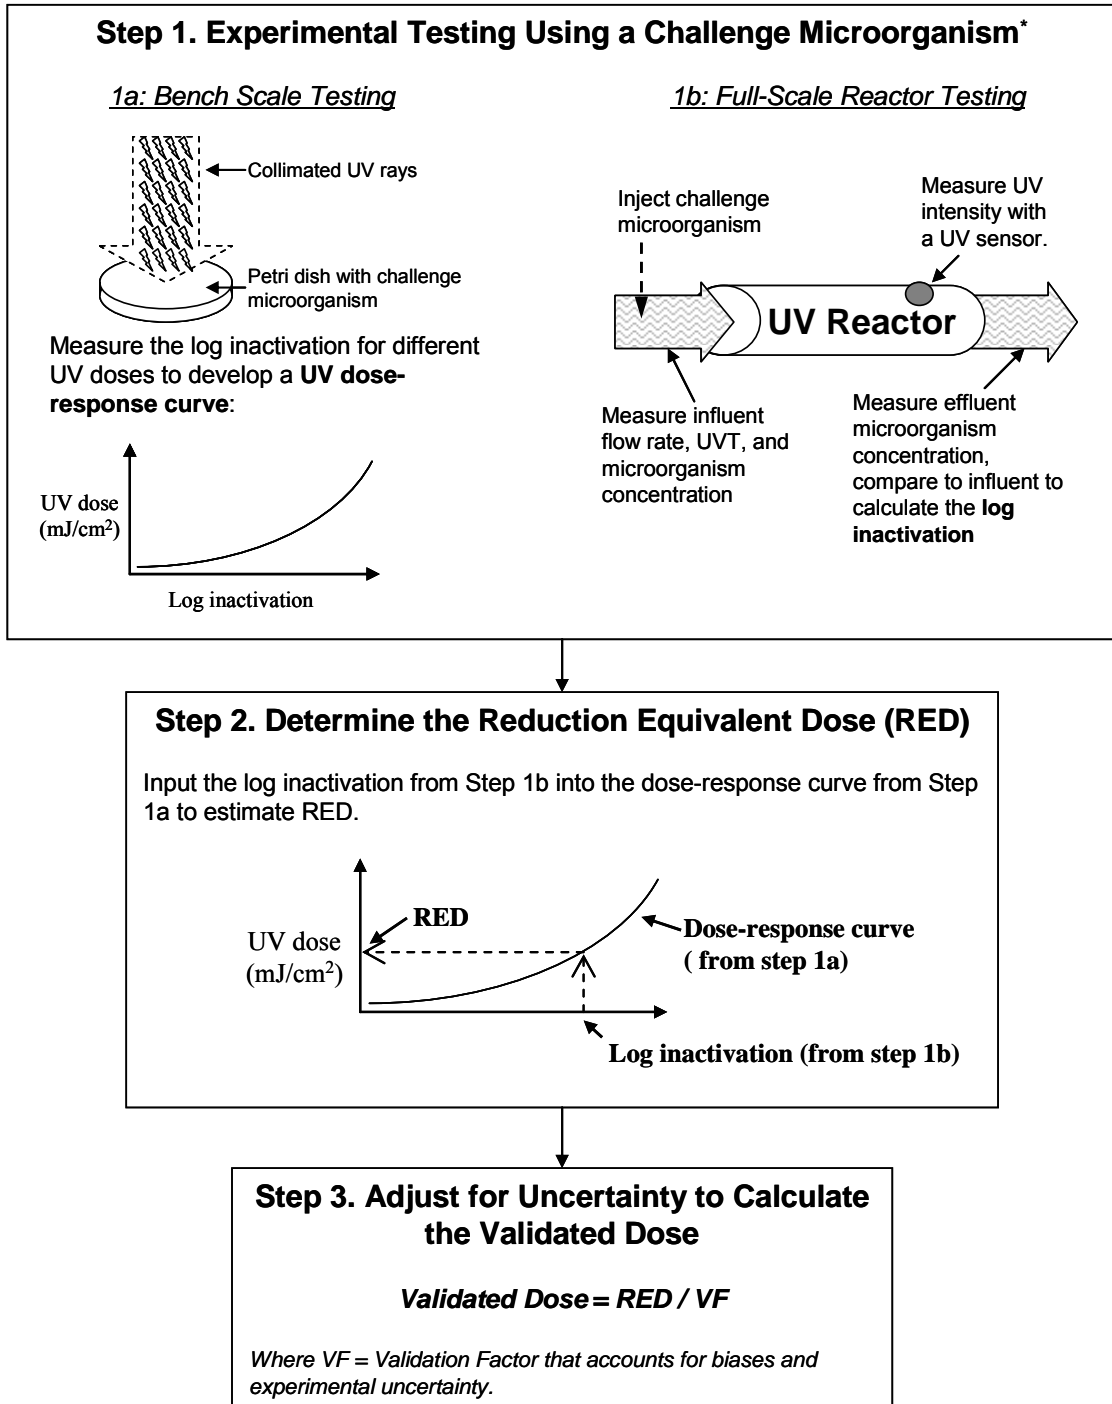 Step 1. Experimental Testing Using a Challenge Microorganism*
1a: Bench Scale Testing
Collimated UV rays
Petri dish with challenge
microorganism
Measure the log inactivation for different
UV doses to develop a UV dose-
response curve:
UV dose
(mJ/cm²)
Log inactivation
1b: Full-Scale Reactor Testing
Inject challenge
microorganism
Measure UV
intensity with
a UV sensor.
UV Reactor
Measure influent
flow rate, UVT, and
microorganism
concentration
Measure effluent
microorganism
concentration,
compare to influent to
calculate the log
inactivation
Step 2. Determine the Reduction Equivalent Dose (RED)
Input the log inactivation from Step 1b into the dose-response curve from Step
1a to estimate RED.
RED
UV dose
(mJ/cm²)
Dose-response curve
( from step 1a)
Log inactivation (from step 1b)
Step 3. Adjust for Uncertainty to Calculate
the Validated Dose
Validated Dose = RED / VF
Where VF = Validation Factor that accounts for biases and
experimental uncertainty.